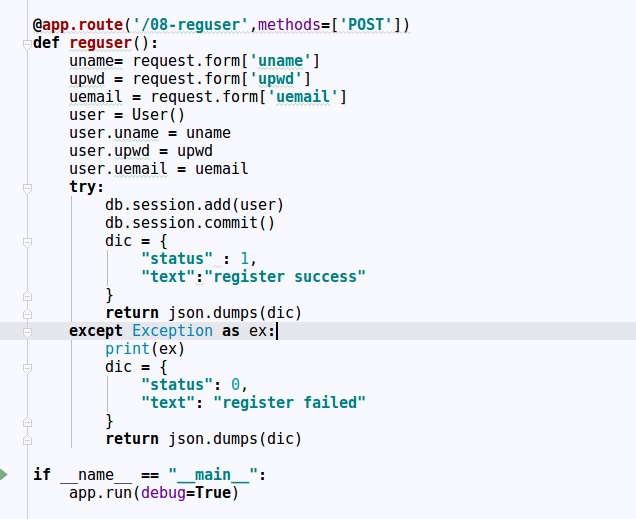 @app.route('/08-reguser',methods=['POST'])
def reguser():
    uname= request.form['uname']
    upwd = request.form['upwd']
    uemail = request.form['uemail']
    user = User()
    user.uname = uname
    user.upwd = upwd
    user.uemail = uemail
    try:
        db.session.add(user)
        db.session.commit()
        dic = {
            "status" : 1,
            "text":"register success"
        }
        return json.dumps(dic)
    except Exception as ex:
        print(ex)
        dic = {
            "status": 0,
            "text": "register failed"
        }
        return json.dumps(dic)
if __name__ == "__main__":
    app.run(debug=True)